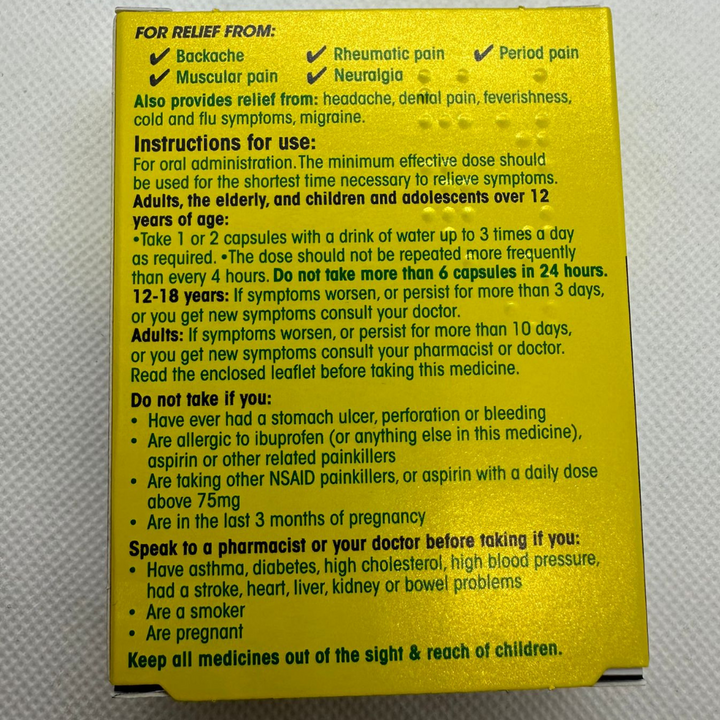 FOR RELIEF FROM:
✔ Backache ✔ Rheumatic pain ✔ Period pain
✔ Muscular pain ✔ Neuralgia
Also provides relief from: headache, dental pain, feverishness,
cold and flu symptoms, migraine.
Instructions for use:
For oral administration. The minimum effective dose should
be used for the shortest time necessary to relieve symptoms.
Adults, the elderly, and children and adolescents over 12
years of age:
•Take 1 or 2 capsules with a drink of water up to 3 times a day
as required. •The dose should not be repeated more frequently
than every 4 hours. Do not take more than 6 capsules in 24 hours.
12-18 years: If symptoms worsen, or persist for more than 3 days,
or you get new symptoms consult your doctor.
Adults: If symptoms worsen, or persist for more than 10 days,
or you get new symptoms consult your pharmacist or doctor.
Read the enclosed leaflet before taking this medicine.
Do not take if you:
• Have ever had a stomach ulcer, perforation or bleeding
• Are allergic to ibuprofen (or anything else in this medicine),
aspirin or other related painkillers
• Are taking other NSAID painkillers, or aspirin with a daily dose
above 75mg
• Are in the last 3 months of pregnancy
Speak to a pharmacist or your doctor before taking if you:
• Have asthma, diabetes, high cholesterol, high blood pressure,
had a stroke, heart, liver, kidney or bowel problems
• Are a smoker
• Are pregnant
Keep all medicines out of the sight & reach of children.